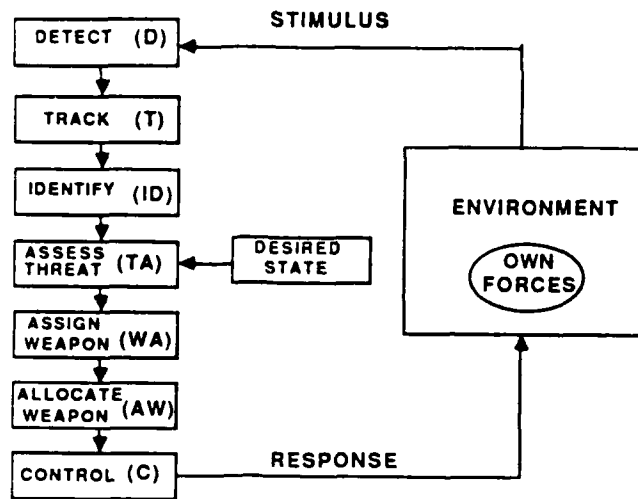 STIMULUS
DETECT (D)
TRACK (T)
IDENTIFY (ID)
ASSESS
THREAT (TA)
DESIRED
STATE
ASSIGN
WEAPON (WA)
ALLOCATE
WEAPON (AW)
CONTROL (C)
RESPONSE
ENVIRONMENT
OWN
FORCES